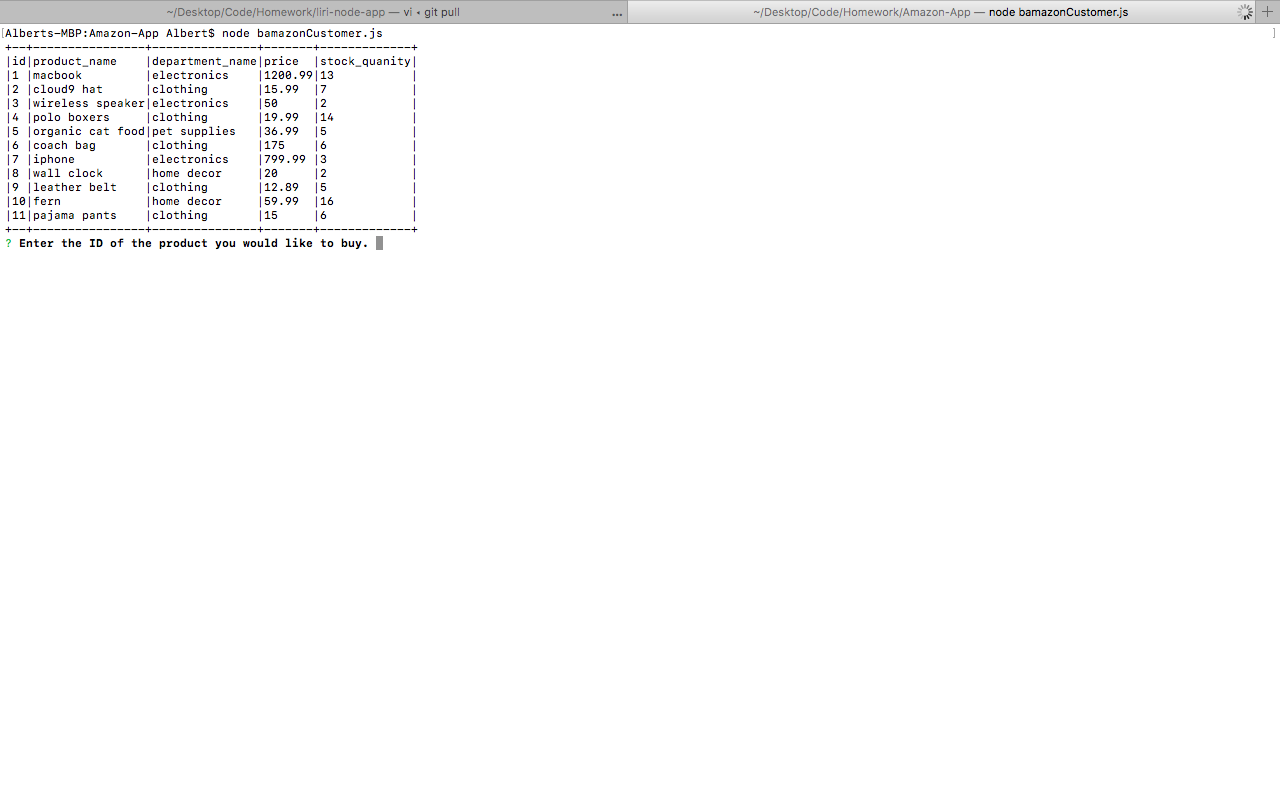 ~/Desktop/Code/Homework/liri-node-app — vi • git pull ...
~/Desktop/Code/Homework/Amazon-App — node bamazonCustomer.js +
[Alberts-MBP:Amazon-App Albert$ node bamazonCustomer.js ]
+--+----------------+---------------+-------+-------------+
|id|product_name    |department_name|price  |stock_quanity|
|1 |macbook         |electronics    |1200.99|13           |
|2 |cloud9 hat      |clothing       |15.99  |7            |
|3 |wireless speaker|electronics    |50     |2            |
|4 |polo boxers     |clothing       |19.99  |14           |
|5 |organic cat food|pet supplies   |36.99  |5            |
|6 |coach bag       |clothing       |175    |6            |
|7 |iphone          |electronics    |799.99 |3            |
|8 |wall clock      |home decor     |20     |2            |
|9 |leather belt    |clothing       |12.89  |5            |
|10|fern            |home decor     |59.99  |16           |
|11|pajama pants    |clothing       |15     |6            |
+--+----------------+---------------+-------+-------------+
? Enter the ID of the product you would like to buy.